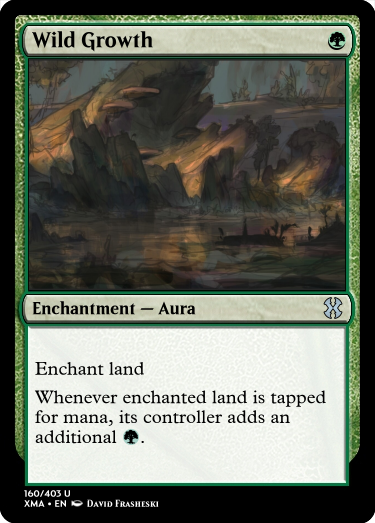 Wild Growth
Enchantment — Aura
Enchant land
Whenever enchanted land is tapped
for mana, its controller adds an
additional .
160/403 U
XMA • EN David Frasheski